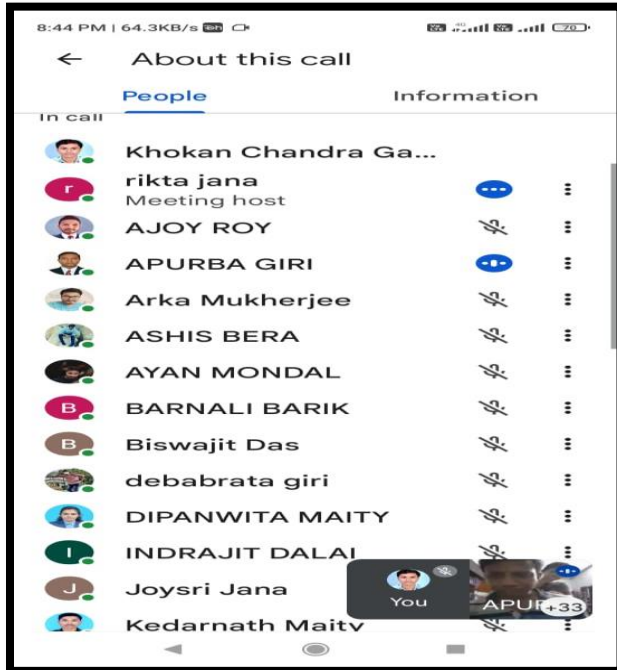 8:44 PM | 64.3KB/s
70
← About this call
People Information
In call
Khokan Chandra Ga...
r rikta jana
Meeting host
AJOY ROY
APURBA GIRI
Arka Mukherjee
ASHIS BERA
AYAN MONDAL
B BARNALI BARIK
B Biswajit Das
debabrata giri
DIPANWITA MAITY
I INDRAJIT DALAI
J Joysri Jana
You APUR +33
Kedarnath Maity